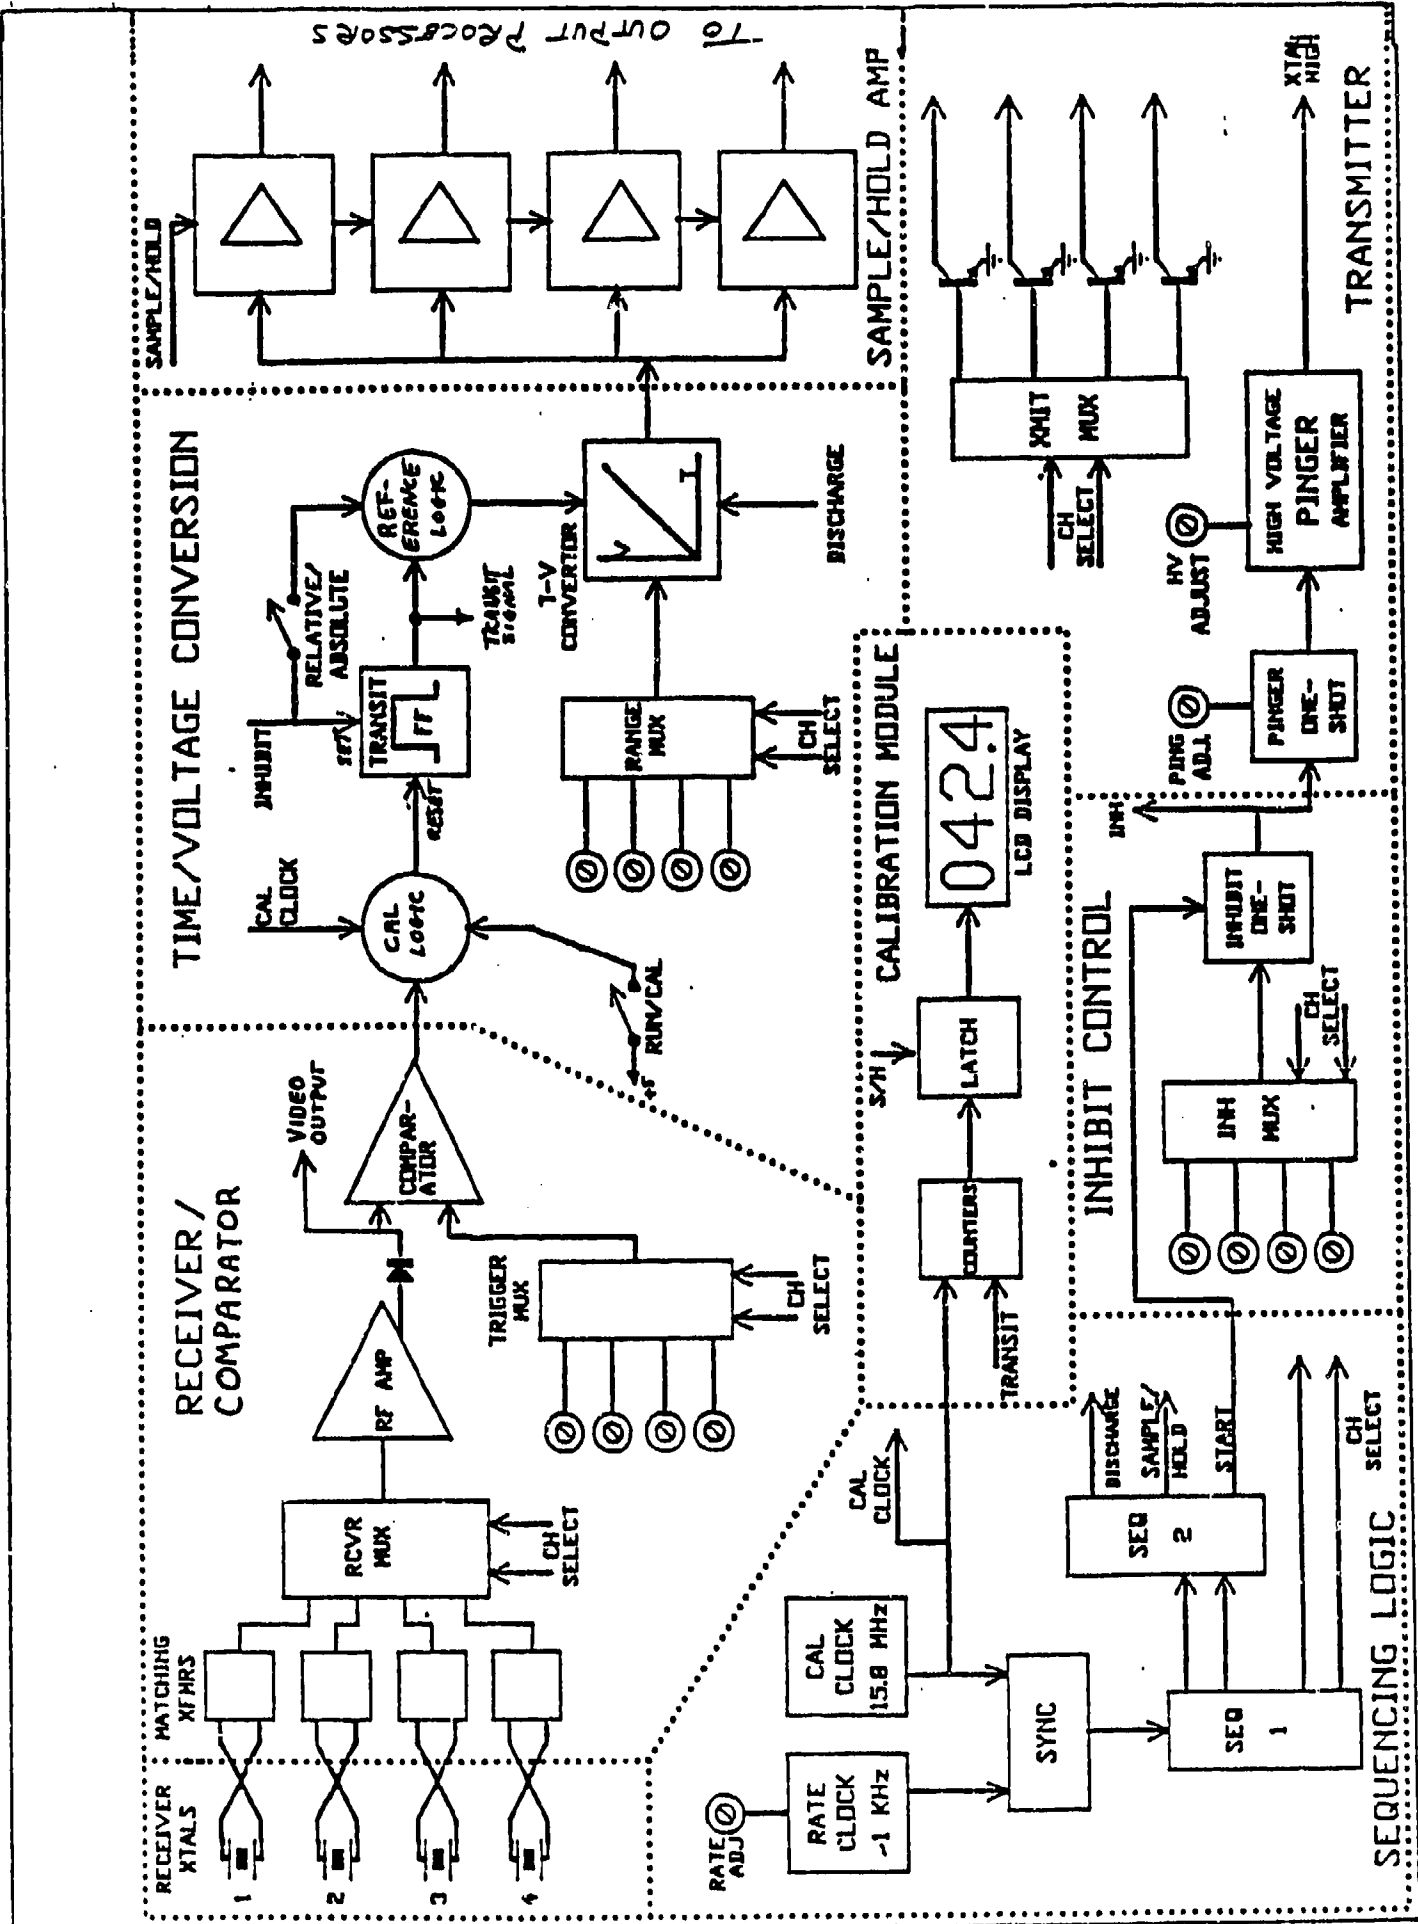 RECEIVER
XTALS
1
2
3
4
MATCHING
XFMRS
RCVR
MUX
CH
SELECT
RECEIVER/
COMPARATOR
RF AMP
VIDEO
OUTPUT
COMPAR-
ATOR
TRIGGER
MUX
CH
SELECT
TIME/VOLTAGE CONVERSION
CAL
CLOCK
CAL
LOGIC
RUN/CAL
+5
INHIBIT
SET
RESET
TRANSIT
FF
RELATIVE/
ABSOLUTE
TRANSIT
SIGNAL
REF-
ERENCE
LOGIC
T-V
CONVERTOR
V
T
DISCHARGE
RANGE
MUX
CH
SELECT
SAMPLE/HOLD
SAMPLE/HOLD AMP
TO OUTPUT PROCESSORS
RATE
ADJ
RATE
CLOCK
~1 KHz
CAL
CLOCK
15.8 MHz
CAL
CLOCK
SYNC
SEQ
1
SEQ
2
DISCHARGE
SAMPLE/
HOLD
START
CH
SELECT
SEQUENCING LOGIC
CALIBRATION MODULE
TRANSIT
COUNTERS
S/H
LATCH
0424
LCD DISPLAY
INHIBIT CONTROL
INH
MUX
CH
SELECT
INHIBIT
ONE-
SHOT
INH
PING
ADJ.
PINGER
ONE-
SHOT
HV
ADJUST
HIGH VOLTAGE
PINGER
AMPLIFIER
CH
SELECT
XMIT
MUX
HIGH
TRANSMITTER